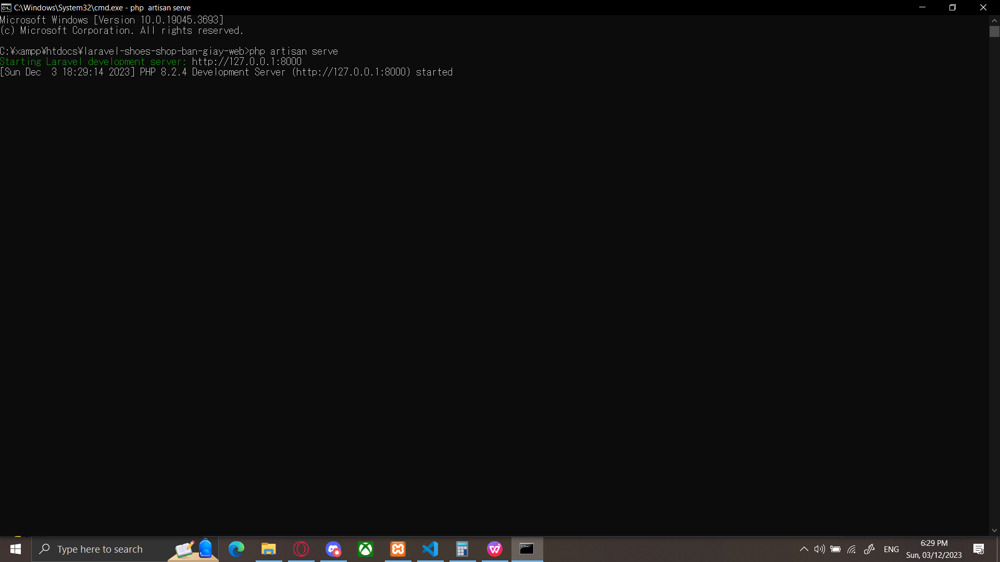 C:\Windows\System32\cmd.exe - php  artisan serve
Microsoft Windows [Version 10.0.19045.3693]
(c) Microsoft Corporation. All rights reserved.
C:¥xampp¥htdocs¥laravel-shoes-shop-ban-giay-web>php artisan serve
Starting Laravel development server: http://127.0.0.1:8000
[Sun Dec  3 18:29:14 2023] PHP 8.2.4 Development Server (http://127.0.0.1:8000) started
Type here to search
ENG
6:29 PM
Sun, 03/12/2023